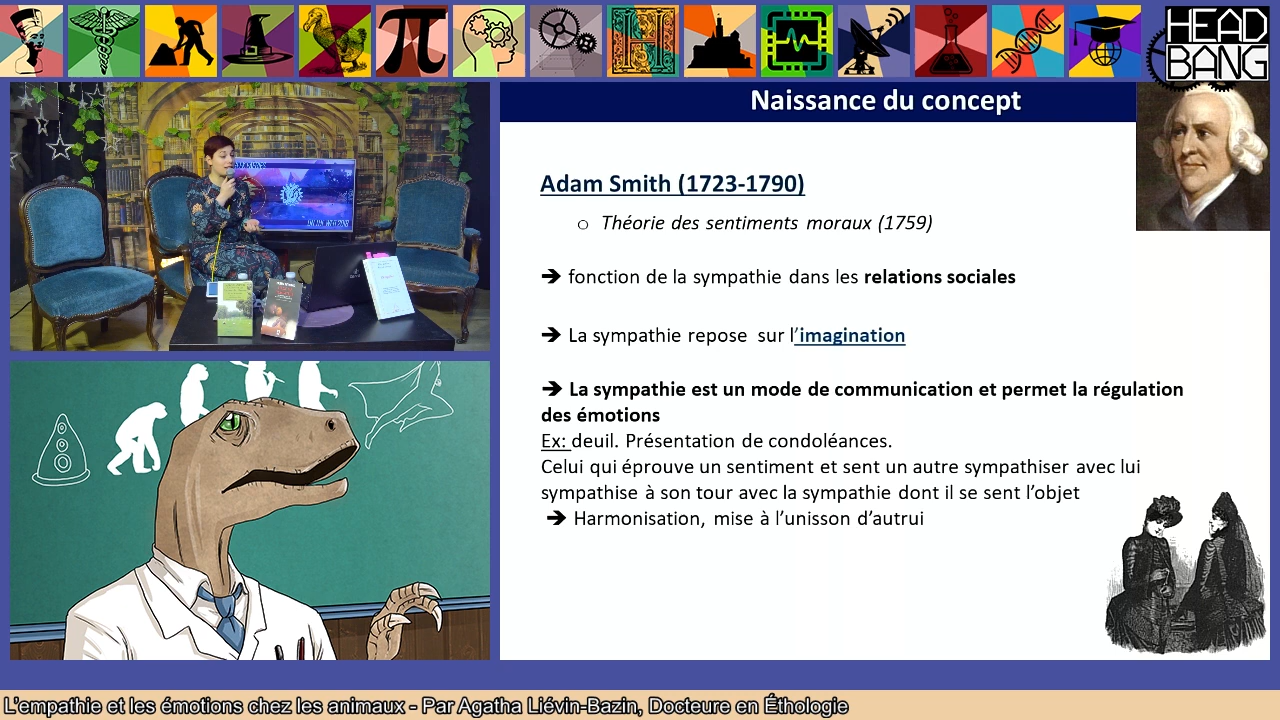 HEAD
BANG
Naissance du concept
Adam Smith (1723-1790)
o Théorie des sentiments moraux (1759)
➔ fonction de la sympathie dans les relations sociales
➔ La sympathie repose sur l'imagination
➔ La sympathie est un mode de communication et permet la régulation
des émotions
Ex: deuil. Présentation de condoléances.
Celui qui éprouve un sentiment et sent un autre sympathiser avec lui
sympathise à son tour avec la sympathie dont il se sent l'objet
➔ Harmonisation, mise à l'unisson d'autrui
L'empathie et les émotions chez les animaux - Par Agatha Liévin-Bazin, Docteure en Éthologie